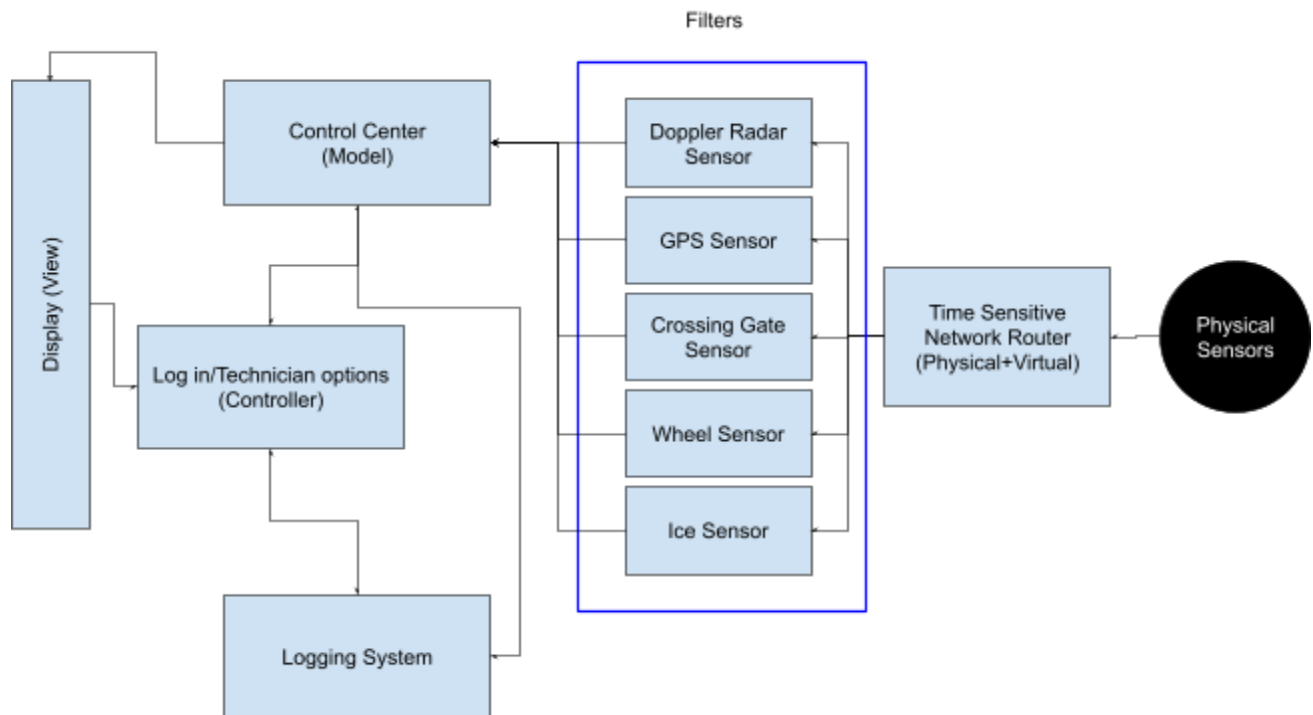 Filters
Control Center
(Model)
Doppler Radar
Sensor
GPS Sensor
Display (View)
Log in/Technician options
(Controller)
Crossing Gate
Sensor
Time Sensitive
Network Router
(Physical+Virtual)
Physical
Sensors
Wheel Sensor
Ice Sensor
Logging System